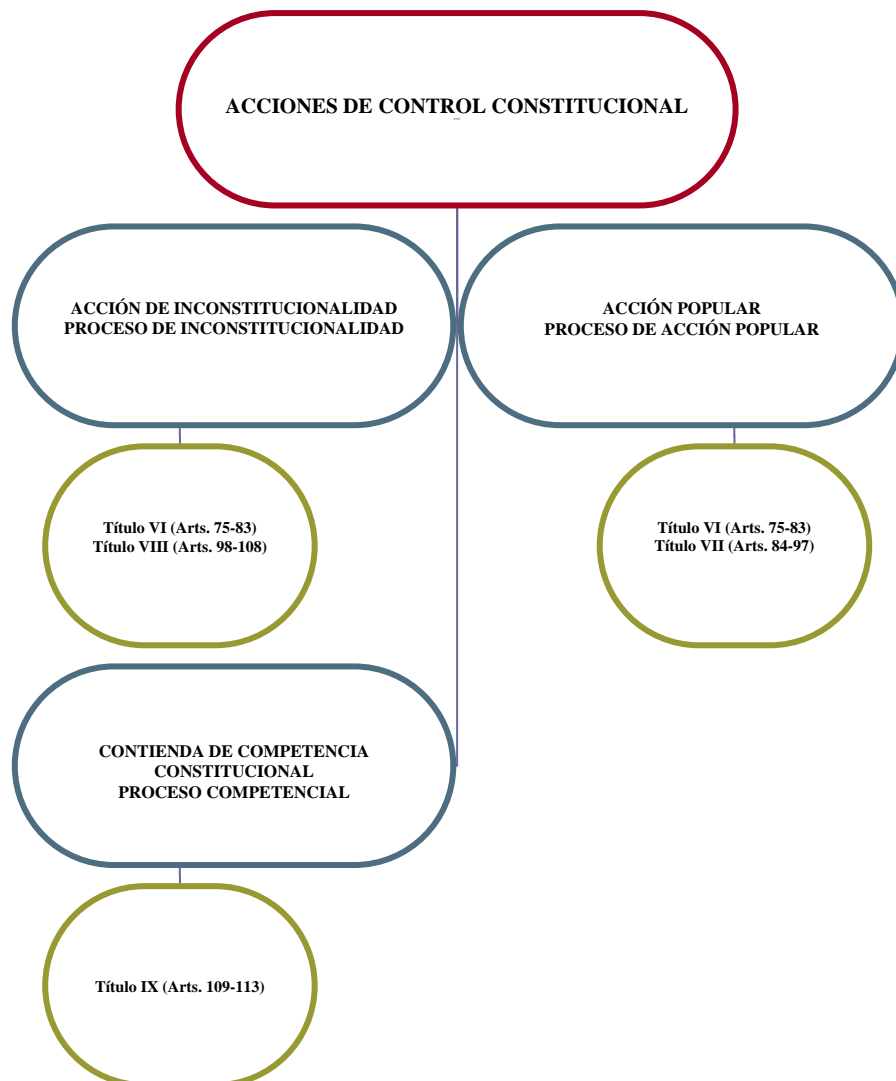 ACCIONES DE CONTROL CONSTITUCIONAL
ACCIÓN DE INCONSTITUCIONALIDAD
PROCESO DE INCONSTITUCIONALIDAD
ACCIÓN POPULAR
PROCESO DE ACCIÓN POPULAR
Título VI (Arts. 75-83)
Título VIII (Arts. 98-108)
Título VI (Arts. 75-83)
Título VII (Arts. 84-97)
CONTIENDA DE COMPETENCIA
CONSTITUCIONAL
PROCESO COMPETENCIAL
Título IX (Arts. 109-113)